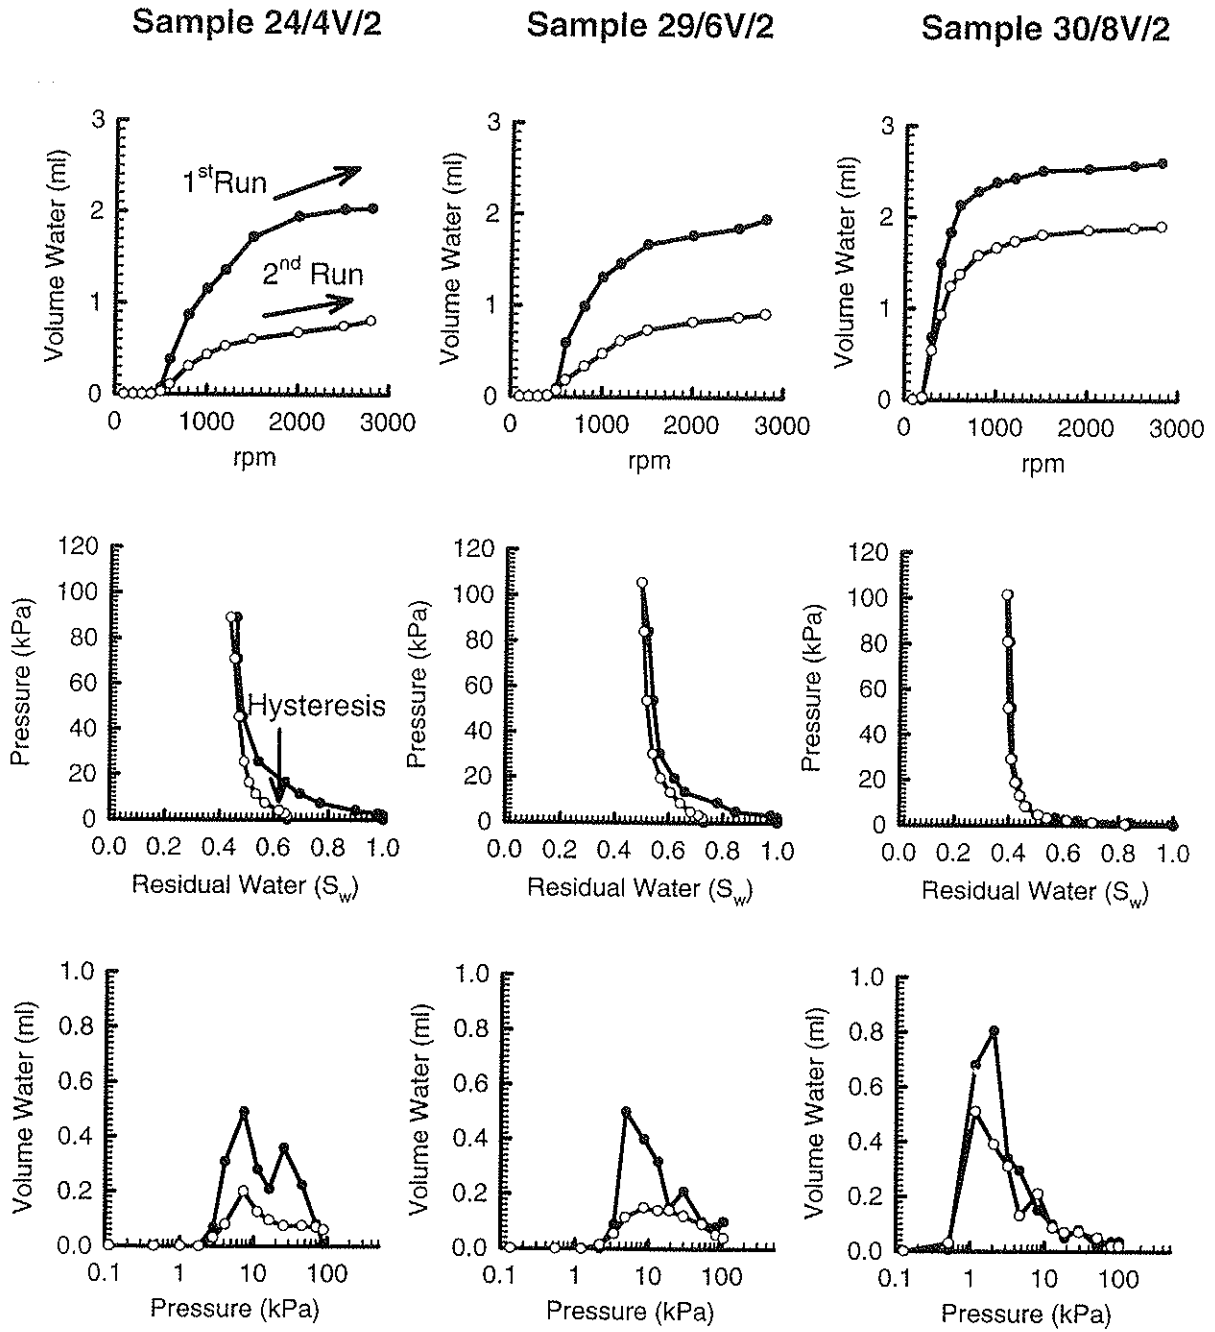 Sample 24/4V/2 Sample 29/6V/2 Sample 30/8V/2
Volume Water (ml)
3
2
1
0
1st Run
2nd Run
0 1000 2000 3000
rpm
Volume Water (ml)
3
2
1
0
0 1000 2000 3000
rpm
Volume Water (ml)
3
2
1
0
0 1000 2000 3000
rpm
Pressure (kPa)
120
100
80
60
40
20
0
Hysteresis
0.0 0.2 0.4 0.6 0.8 1.0
Residual Water (Sw)
Pressure (kPa)
120
100
80
60
40
20
0
0.0 0.2 0.4 0.6 0.8 1.0
Residual Water (Sw)
Pressure (kPa)
120
100
80
60
40
20
0
0.0 0.2 0.4 0.6 0.8 1.0
Residual Water (Sw)
Volume Water (ml)
1.0
0.8
0.6
0.4
0.2
0.0
0.1 1 10 100
Pressure (kPa)
Volume Water (ml)
1.0
0.8
0.6
0.4
0.2
0.0
0.1 1 10 100
Pressure (kPa)
Volume Water (ml)
1.0
0.8
0.6
0.4
0.2
0.0
0.1 1 10 100
Pressure (kPa)